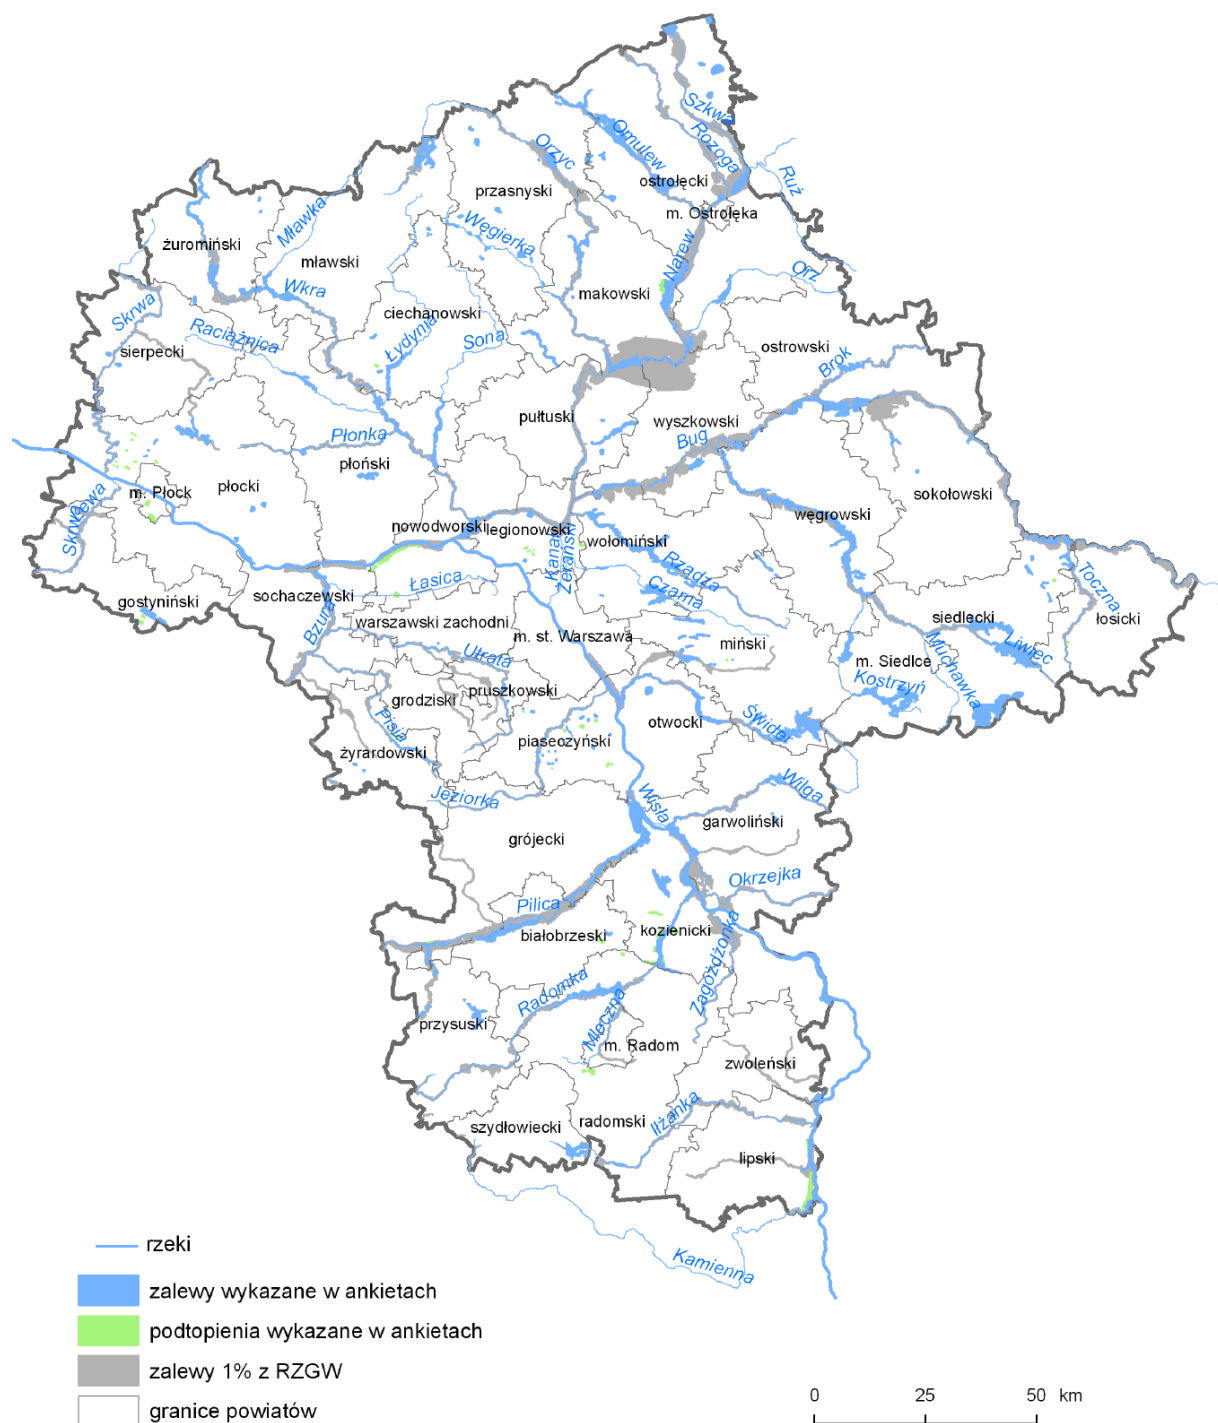 Szkwa
Omulew
Rozoga
Orzyc
Ruż
ostrołęcki
przasnyski
m. Ostrołęka
Mławka
Węgierka
żuromiński
mławski
Narew
Orz
Wkra
makowski
Skrwa
ciechanowski
Raciążnica
Łydynia
Sona
sierpecki
ostrowski
Brok
pułtuski
wyszkowski
Płonka
Bug
płoński
m. Płock
płocki
sokołowski
Skrwa Lewa
nowodworski
legionowski
węgrowski
wołomiński
Kanał Żerański
Rządza
Łasica
Czarna
Toczna
sochaczewski
gostyniński
Bzura
warszawski zachodni
m. st. Warszawa
siedlecki
łosicki
Utrata
miński
Liwiec
Muchawka
m. Siedlce
Kostrzyń
pruszkowski
grodziski
Pisia
otwocki
Świder
piaseczyński
żyrardowski
Jeziorka
Wilga
Wisła
garwoliński
grójecki
Okrzejka
Pilica
białobrzeski
kozienicki
Zagożdżonka
Radomka
Mleczna
przysuski
m. Radom
zwoleński
Iłżanka
szydłowiecki
radomski
lipski
Kamienna
rzeki
zalewy wykazane w ankietach
podtopienia wykazane w ankietach
zalewy 1% z RZGW
granice powiatów
0 25 50 km